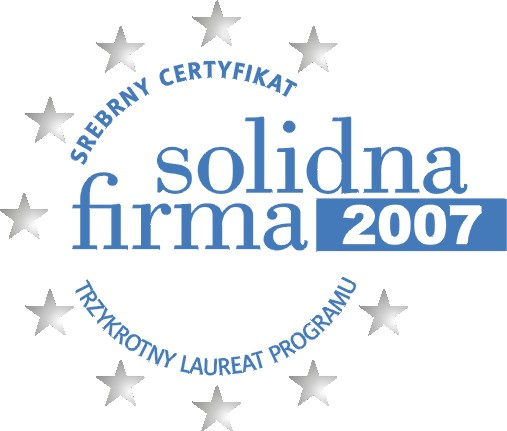 SREBRNY CERTYFIKAT
solidna
firma 2007
TRZYKROTNY LAUREAT PROGRAMU